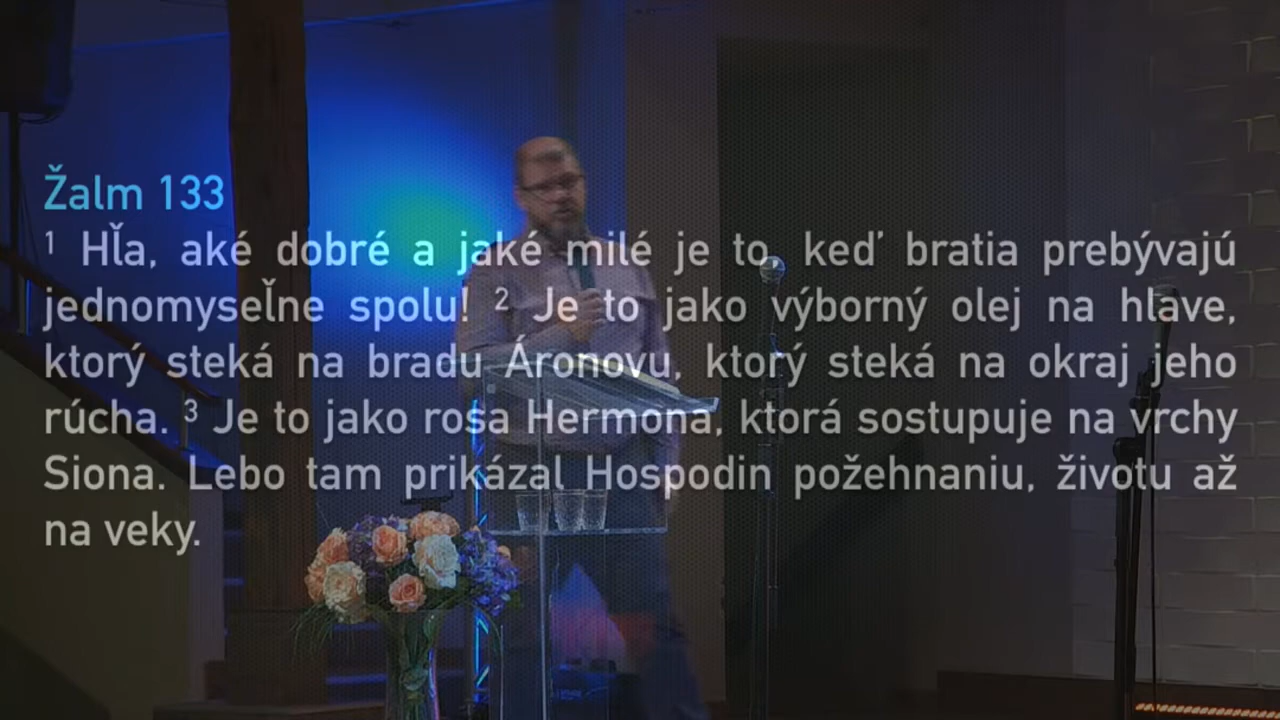 Žalm 133
¹ Hľa, aké dobré a jaké milé je to, keď bratia prebývajú
jednomyseľne spolu! ² Je to jako výborný olej na hlave,
ktorý steká na bradu Áronovu, ktorý steká na okraj jeho
rúcha. ³ Je to jako rosa Hermona, ktorá sostupuje na vrchy
Siona. Lebo tam prikázal Hospodin požehnaniu, životu až
na veky.